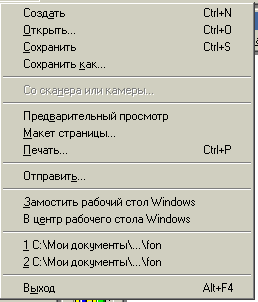 Создать Ctrl+N
Открыть... Ctrl+O
Сохранить Ctrl+S
Сохранить как...
Со сканера или камеры...
Предварительный просмотр
Макет страницы...
Печать... Ctrl+P
Отправить...
Замостить рабочий стол Windows
В центр рабочего стола Windows
1 C:\Мои документы\...\fon
2 C:\Мои документы\...\fon
Выход Alt+F4